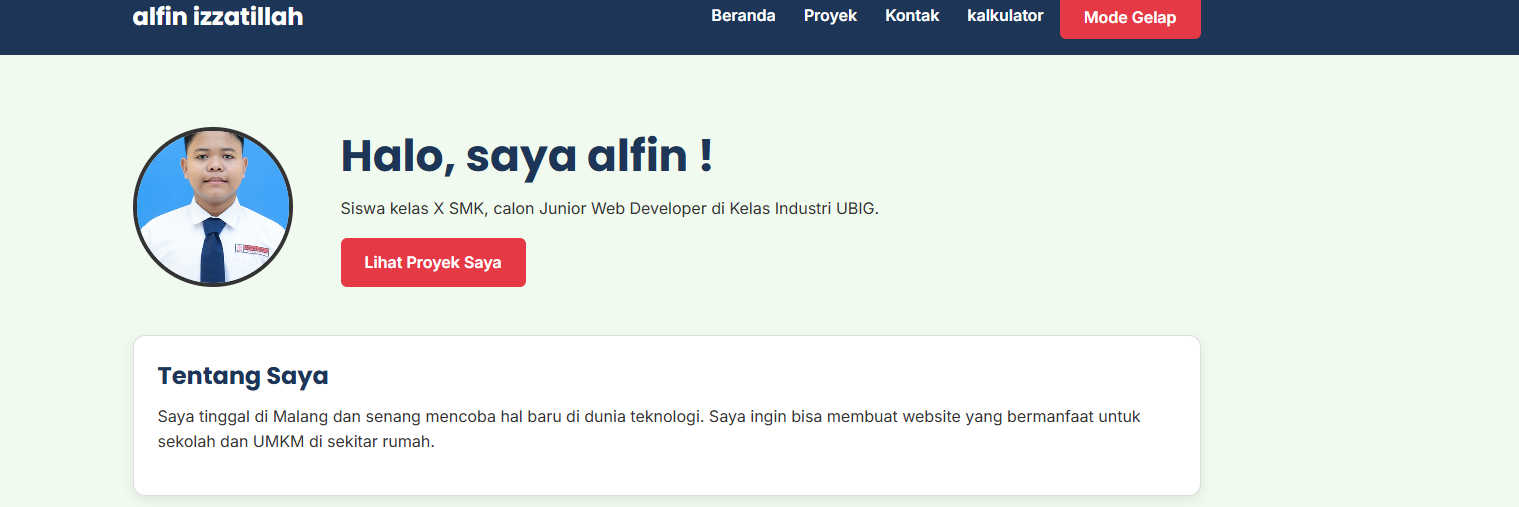 alfin izzatillah
Beranda Proyek Kontak kalkulator Mode Gelap
Halo, saya alfin !
Siswa kelas X SMK, calon Junior Web Developer di Kelas Industri UBIG.
Lihat Proyek Saya
Tentang Saya
Saya tinggal di Malang dan senang mencoba hal baru di dunia teknologi. Saya ingin bisa membuat website yang bermanfaat untuk
sekolah dan UMKM di sekitar rumah.